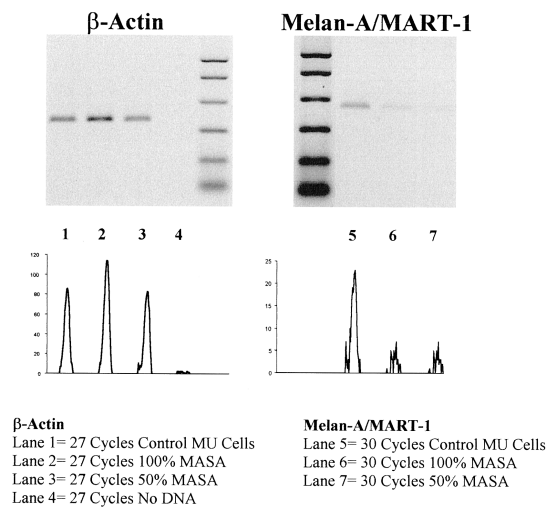 β-Actin
Melan-A/MART-1
1 2 3 4
5 6 7
120
100
80
60
40
20
0
25
20
15
10
5
0
β-Actin
Lane 1= 27 Cycles Control MU Cells
Lane 2= 27 Cycles 100% MASA
Lane 3= 27 Cycles 50% MASA
Lane 4= 27 Cycles No DNA
Melan-A/MART-1
Lane 5= 30 Cycles Control MU Cells
Lane 6= 30 Cycles 100% MASA
Lane 7= 30 Cycles 50% MASA